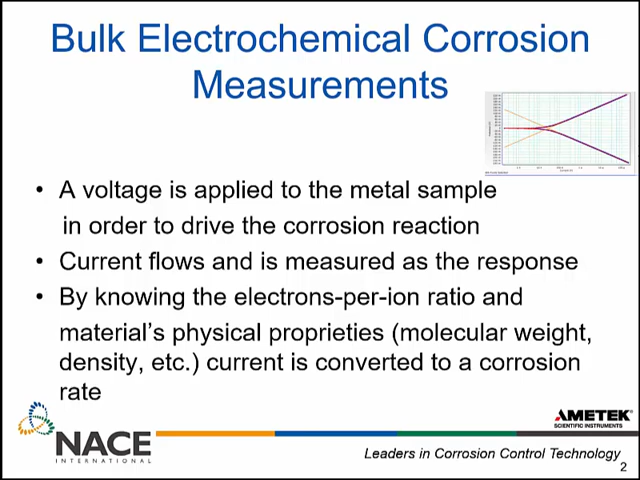 Bulk Electrochemical Corrosion
Measurements
• A voltage is applied to the metal sample
in order to drive the corrosion reaction
• Current flows and is measured as the response
• By knowing the electrons-per-ion ratio and
material's physical proprieties (molecular weight,
density, etc.) current is converted to a corrosion
rate
AMETEK
SCIENTIFIC INSTRUMENTS
NACE
INTERNATIONAL
Leaders in Corrosion Control Technology
2